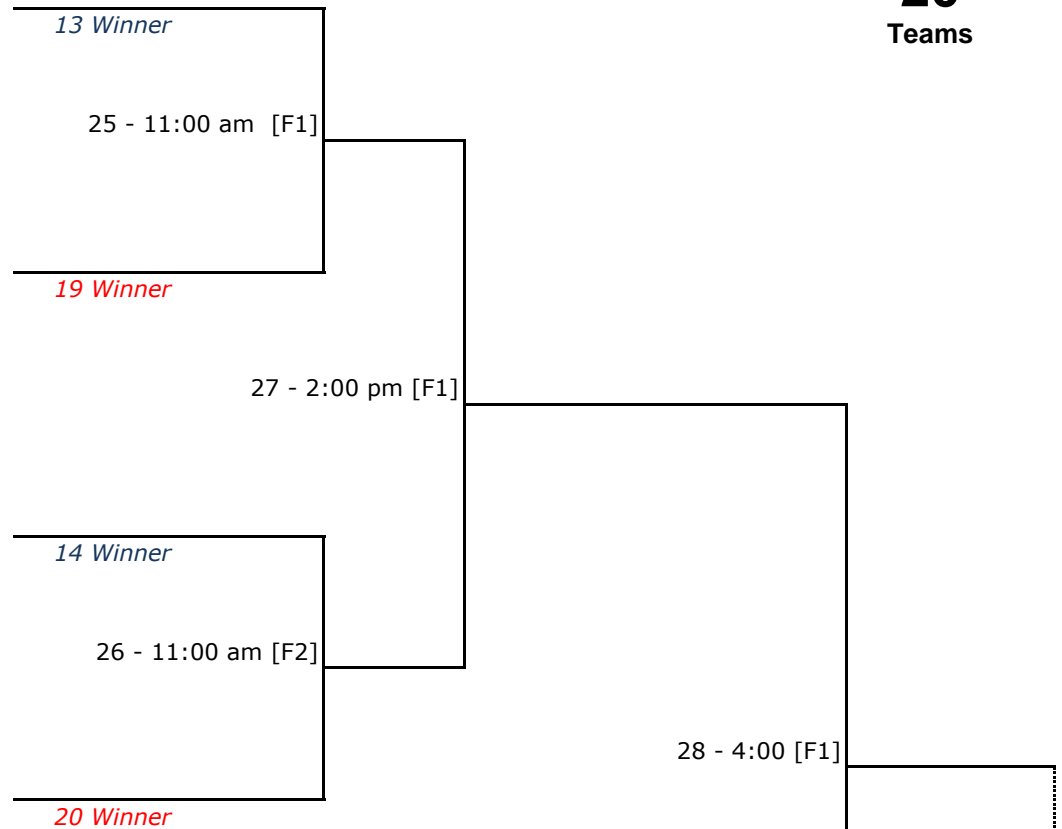 Teams
13 Winner
25 - 11:00 am [F1]
19 Winner
27 - 2:00 pm [F1]
14 Winner
26 - 11:00 am [F2]
28 - 4:00 [F1]
20 Winner